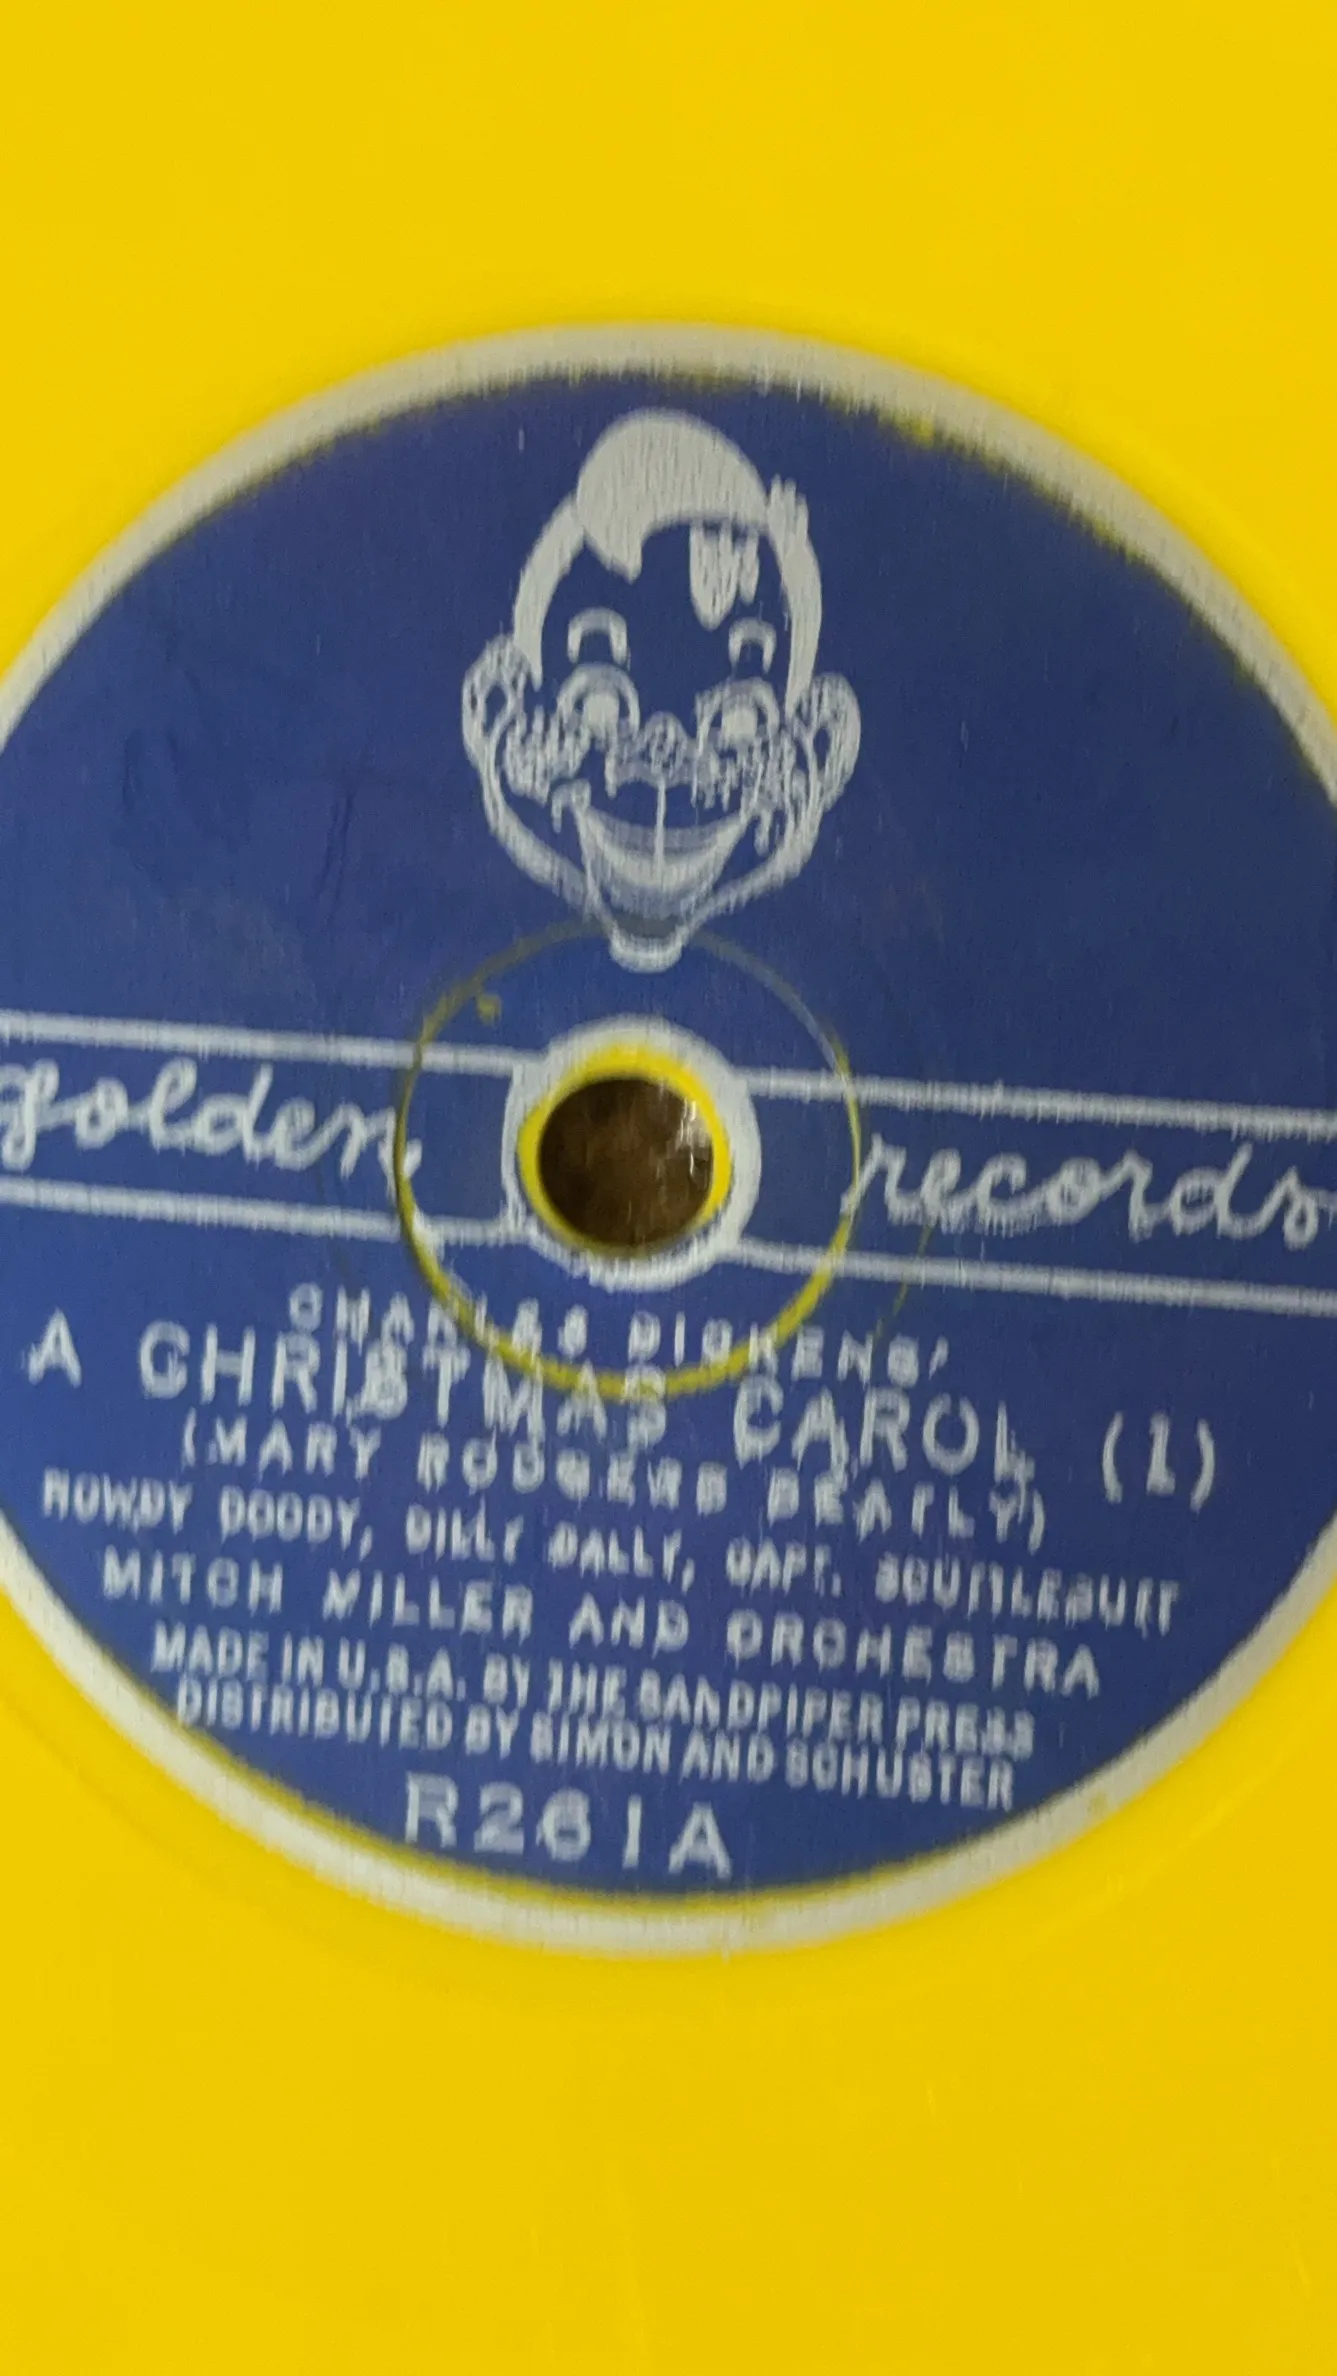 golden records
CHARLES DICKENS'
A CHRISTMAS CAROL (1)
(MARY RODGERS BEATLY)
HOWDY DOODY, DILLY DALLY, CAPT. SCUTTLEBUTT
MITCH MILLER AND ORCHESTRA
MADE IN U.S.A. BY THE SANDPIPER PRESS
DISTRIBUTED BY SIMON AND SCHUSTER
R261A